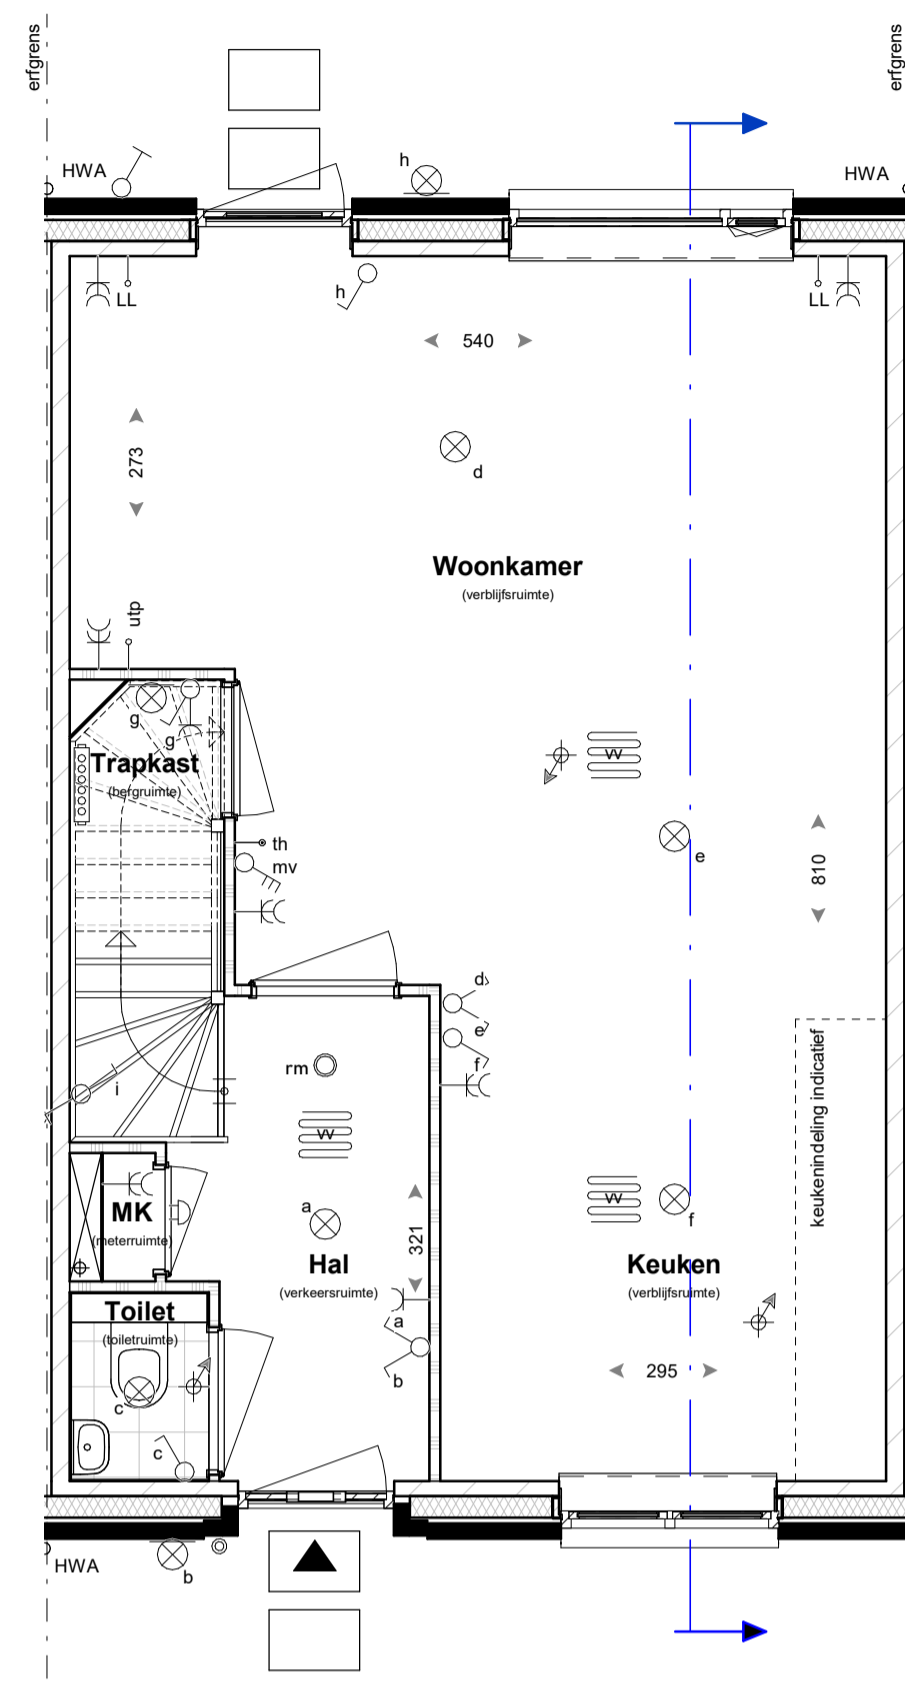 erfgrens
erfgrens
h
HWA
HWA
h
LL
LL
540
273
d
Woonkamer
(verblijfsruimte)
utp
g
g
Trapkast
(bergruimte)
vv
e
th
mv
810
d
e
f
rm
i
vv
keukenindeling indicatief
MK
(meterruimte)
a
vv
f
321
Hal
(verkeersruimte)
Keuken
(verblijfsruimte)
Toilet
(toiletruimte)
a
b
295
c
c
HWA
b